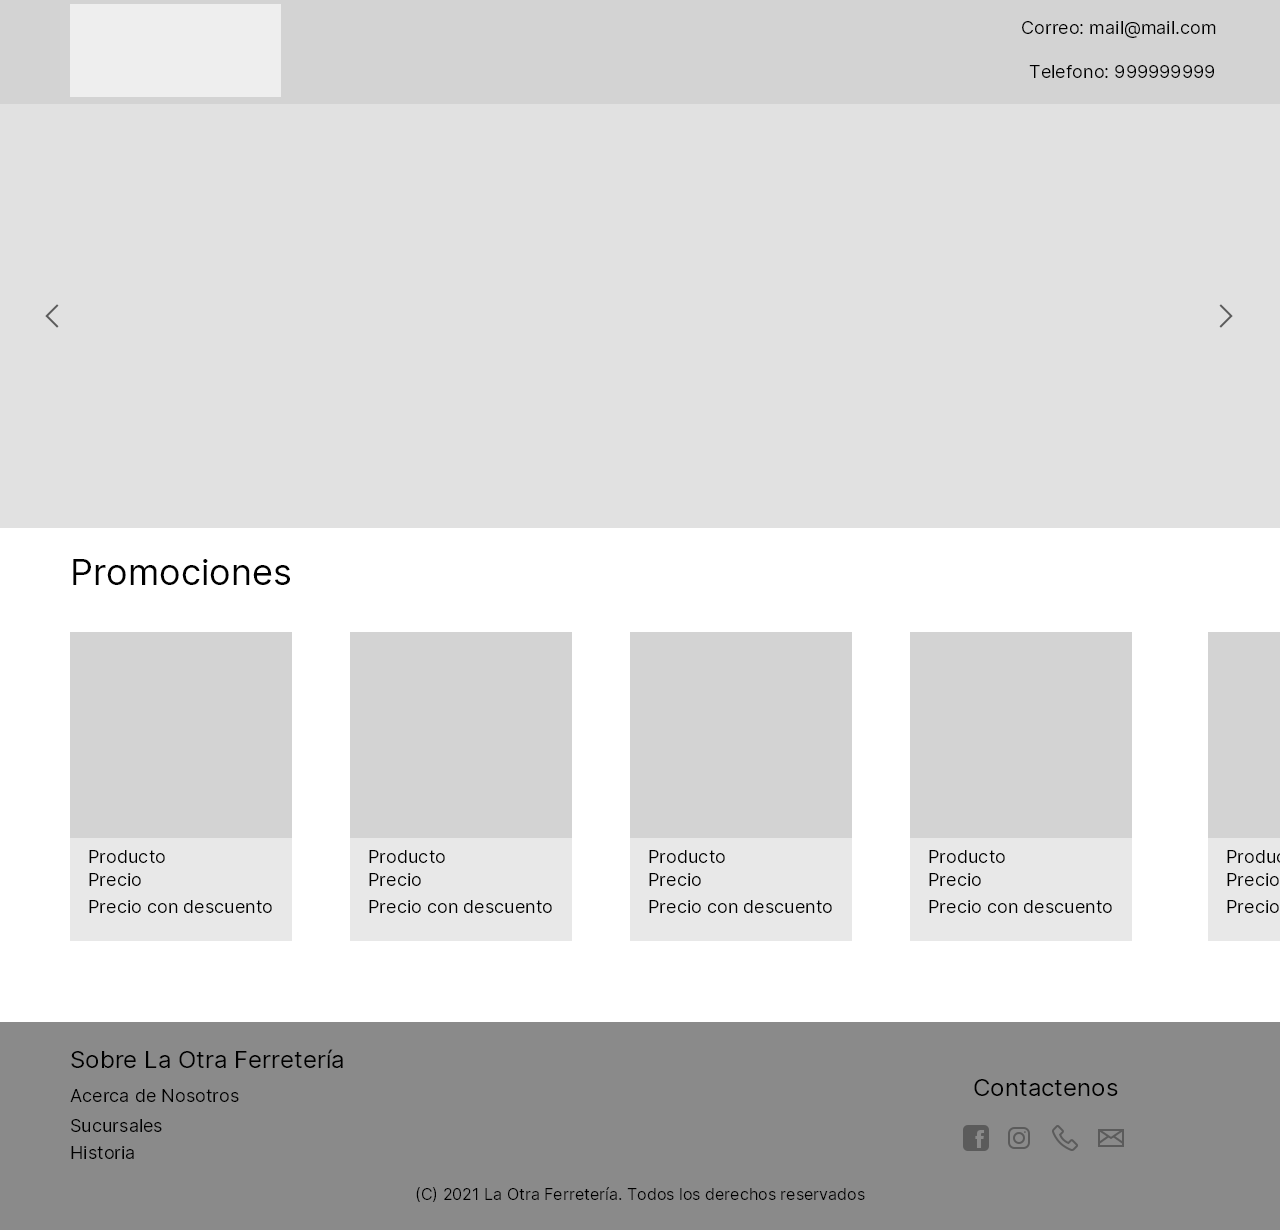 Correo: mail@mail.com
Telefono: 999999999
Promociones
Producto
Precio
Precio con descuento
Producto
Precio
Precio con descuento
Producto
Precio
Precio con descuento
Producto
Precio
Precio con descuento
Produc
Precio
Precio
Sobre La Otra Ferretería
Acerca de Nosotros
Sucursales
Historia
Contactenos
(C) 2021 La Otra Ferretería. Todos los derechos reservados